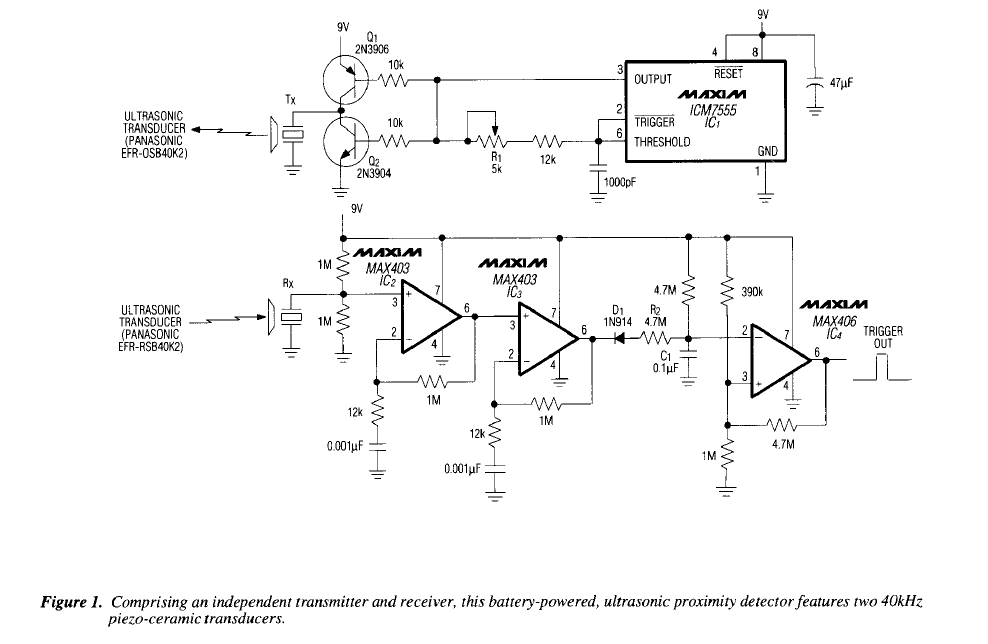 9V
Q1
2N3906
10k
Tx
ULTRASONIC
TRANSDUCER
(PANASONIC
EFR-OSB40K2)
10k
Q2
2N3904
R1
5k
12k
1000pF
9V
4
8
RESET
3
OUTPUT
MAXIM
ICM7555
IC1
2
TRIGGER
6
THRESHOLD
GND
1
47µF
9V
1M
MAXIM
MAX403
IC2
Rx
ULTRASONIC
TRANSDUCER
(PANASONIC
EFR-RSB40K2)
1M
3
+
2
−
7
6
4
1M
12k
0.001µF
MAXIM
MAX403
IC3
3
+
2
−
7
6
4
1M
12k
0.001µF
D1
1N914
R2
4.7M
4.7M
C1
0.1µF
390k
MAXIM
MAX406
IC4
2
−
3
+
7
6
4
TRIGGER
OUT
4.7M
1M
Figure 1. Comprising an independent transmitter and receiver, this battery-powered, ultrasonic proximity detector features two 40kHz
piezo-ceramic transducers.